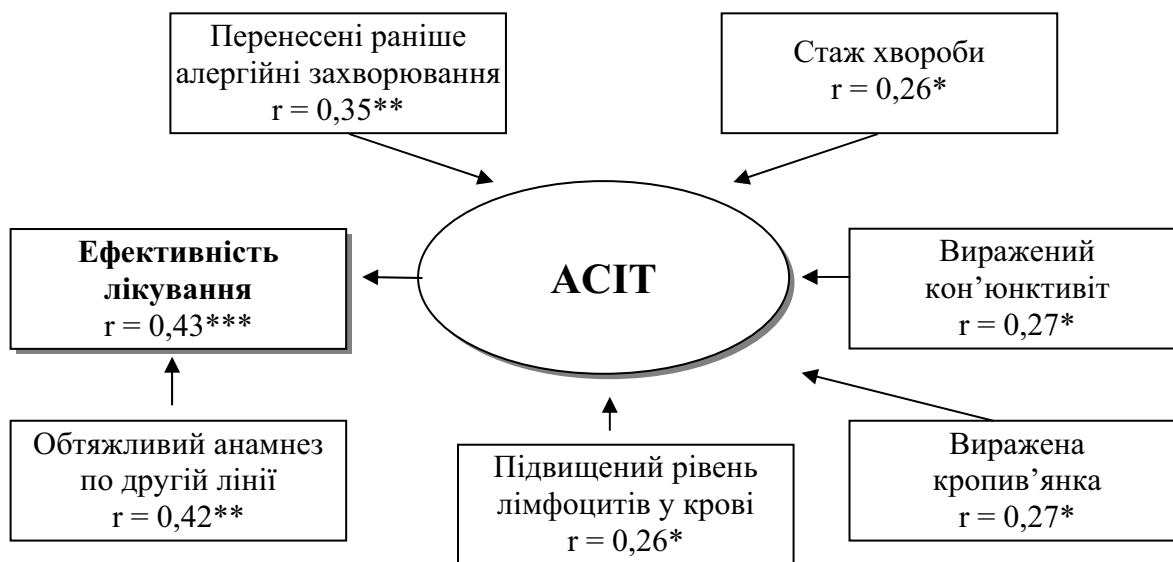 Перенесені раніше
алергійні захворювання
r = 0,35**
Стаж хвороби
r = 0,26*
Ефективність
лікування
r = 0,43***
АСІТ
Виражений
кон’юнктивіт
r = 0,27*
Обтяжливий анамнез
по другій лінії
r = 0,42**
Підвищений рівень
лімфоцитів у крові
r = 0,26*
Виражена
кропив’янка
r = 0,27*